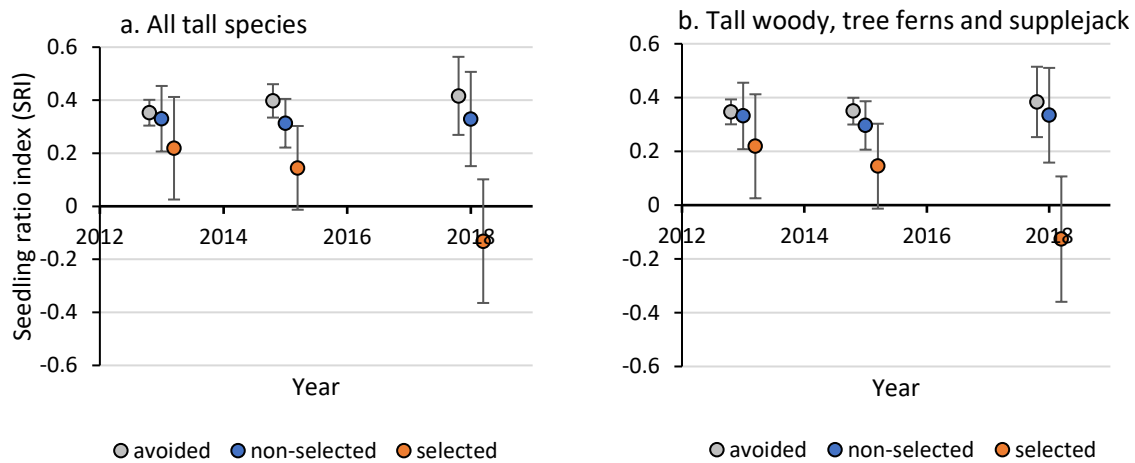 a. All tall species
Seedling ratio index (SRI)
0.6
0.4
0.2
0
-0.2
-0.4
-0.6
2012 2014 2016 2018
Year
avoided non-selected selected
b. Tall woody, tree ferns and supplejack
0.6
0.4
0.2
0
-0.2
-0.4
-0.6
2012 2014 2016 2018
Year
avoided non-selected selected